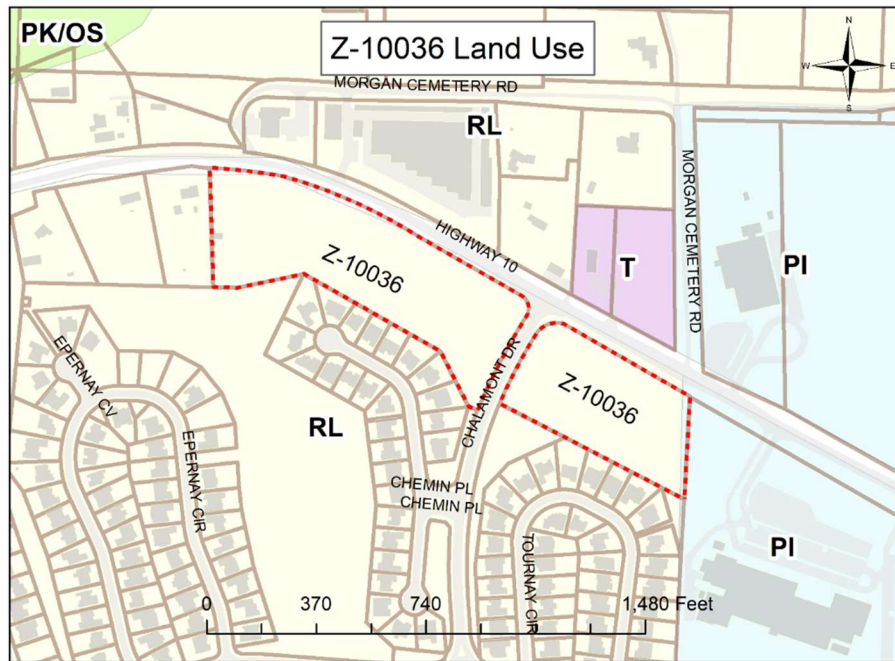 PK/OS
Z-10036 Land Use
N
W E
S
MORGAN CEMETERY RD
RL
MORGAN CEMETERY RD
HIGHWAY 10
T
PI
Z-10036
CHALAMONT DR
Z-10036
EPERNAY CV
EPERNAY CIR
RL
CHEMIN PL
CHEMIN PL
TOURNAY CIR
PI
0 370 740 1,480 Feet